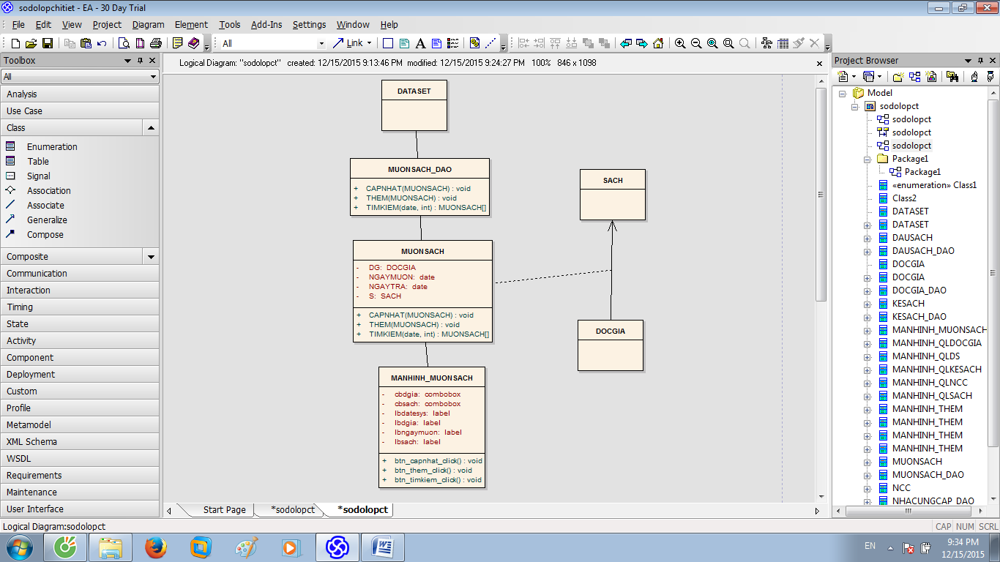 sodolopchitiet - EA - 30 Day Trial
File Edit View Project Diagram Element Tools Add-Ins Settings Window Help
All Link
Toolbox
All
Analysis
Use Case
Class
Enumeration
Table
Signal
Association
Associate
Generalize
Compose
Composite
Communication
Interaction
Timing
State
Activity
Component
Deployment
Custom
Profile
Metamodel
XML Schema
WSDL
Requirements
Maintenance
User Interface
Logical Diagram: "sodolopct" created: 12/15/2015 9:13:46 PM modified: 12/15/2015 9:24:27 PM 100% 846 x 1098
DATASET
MUONSACH_DAO
+ CAPNHAT(MUONSACH) : void
+ THEM(MUONSACH) : void
+ TIMKIEM(date, int) : MUONSACH[]
MUONSACH
- DG: DOCGIA
- NGAYMUON: date
- NGAYTRA: date
- S: SACH
+ CAPNHAT(MUONSACH) : void
+ THEM(MUONSACH) : void
+ TIMKIEM(date, int) : MUONSACH[]
MANHINH_MUONSACH
- cbdgia: combobox
- cbsach: combobox
- lbdatesys: label
- lbdgia: label
- lbngaymuon: label
- lbsach: label
+ btn_capnhat_click() : void
+ btn_them_click() : void
+ btn_timkiem_click() : void
SACH
DOCGIA
Start Page *sodolopct *sodolopct
Project Browser
Model
sodolopct
sodolopct
sodolopct
sodolopct
Package1
Package1
«enumeration» Class1
Class2
DATASET
DATASET
DAUSACH
DAUSACH_DAO
DOCGIA
DOCGIA
DOCGIA_DAO
KESACH
KESACH_DAO
MANHINH_MUONSACH
MANHINH_QLDOCGIA
MANHINH_QLDS
MANHINH_QLKESACH
MANHINH_QLNCC
MANHINH_QLSACH
MANHINH_THEM
MANHINH_THEM
MANHINH_THEM
MANHINH_THEM
MUONSACH
MUONSACH_DAO
NCC
NHACUNGCAP_DAO
Logical Diagram:sodolopct
CAP NUM SCRL
EN
9:34 PM
12/15/2015